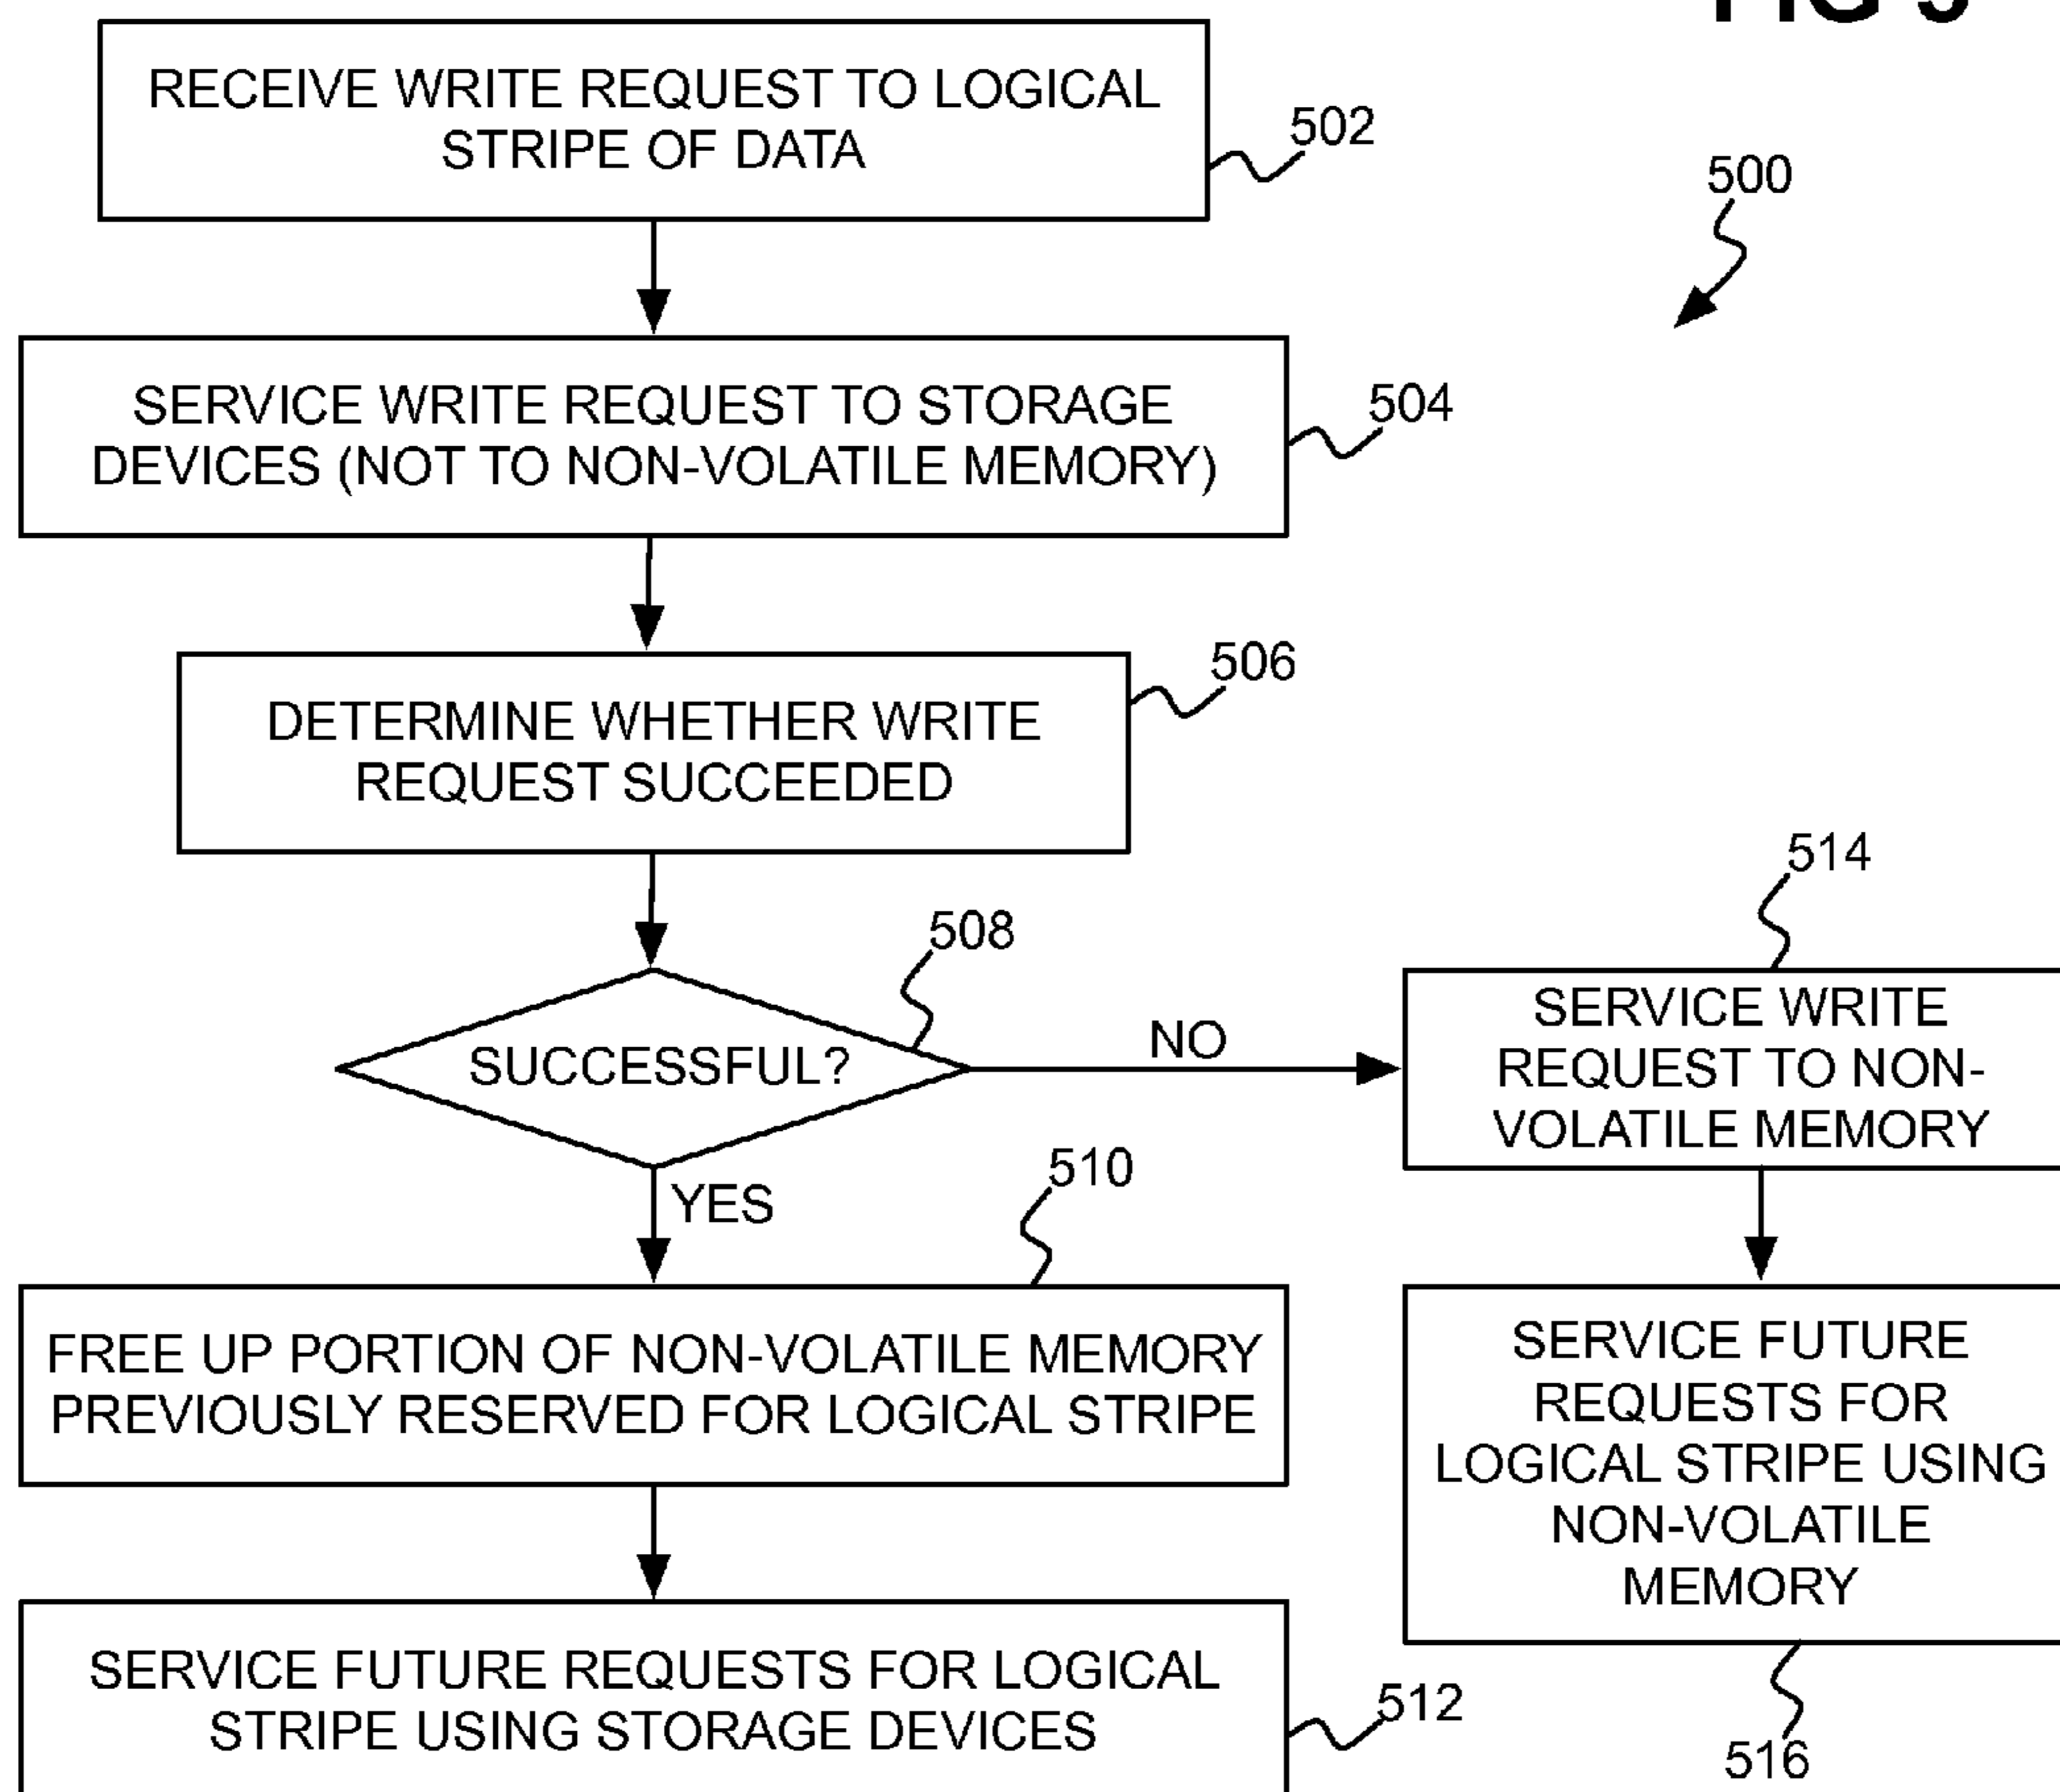 RECEIVE WRITE REQUEST TO LOGICAL
STRIPE OF DATA
502
500
SERVICE WRITE REQUEST TO STORAGE
DEVICES (NOT TO NON-VOLATILE MEMORY)
504
DETERMINE WHETHER WRITE
REQUEST SUCCEEDED
506
508
SUCCESSFUL?
NO
YES
514
SERVICE WRITE
REQUEST TO NON-
VOLATILE MEMORY
510
FREE UP PORTION OF NON-VOLATILE MEMORY
PREVIOUSLY RESERVED FOR LOGICAL STRIPE
SERVICE FUTURE
REQUESTS FOR
LOGICAL STRIPE USING
NON-VOLATILE
MEMORY
516
SERVICE FUTURE REQUESTS FOR LOGICAL
STRIPE USING STORAGE DEVICES
512